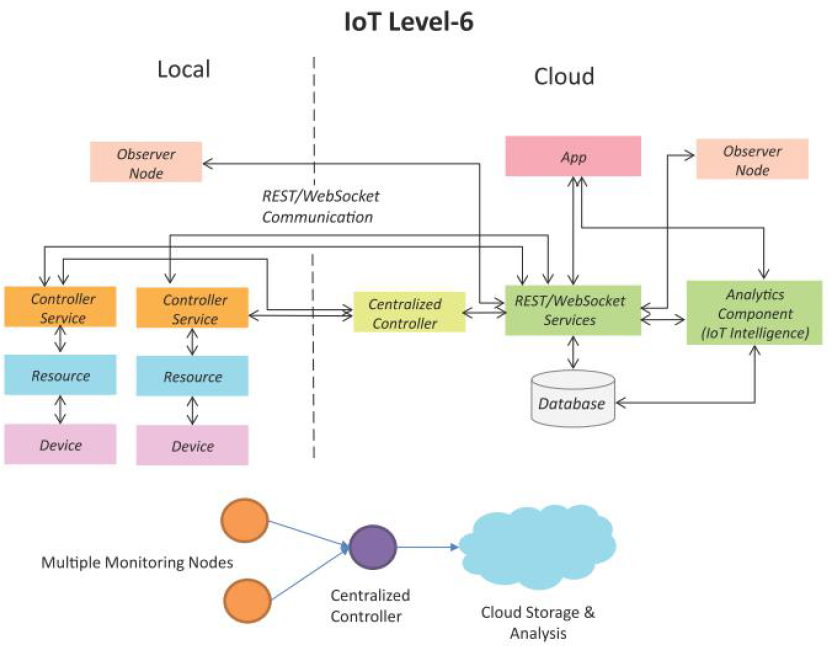 IoT Level-6
Local
Cloud
Observer
Node
App
Observer
Node
REST/WebSocket
Communication
Controller
Service
Controller
Service
Centralized
Controller
REST/WebSocket
Services
Analytics
Component
(IoT Intelligence)
Resource
Resource
Database
Device
Device
Multiple Monitoring Nodes
Centralized
Controller
Cloud Storage &
Analysis